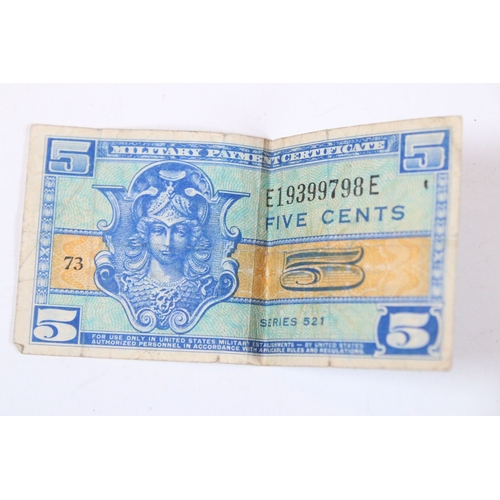 5 MILITARY PAYMENT CERTIFICATE 5
E19399798E
FIVE CENTS
73 5
SERIES 521
5 5
FOR USE ONLY IN UNITED STATES MILITARY ESTABLISHMENTS - BY UNITED STATES
AUTHORIZED PERSONNEL IN ACCORDANCE WITH APPLICABLE RULES AND REGULATIONS